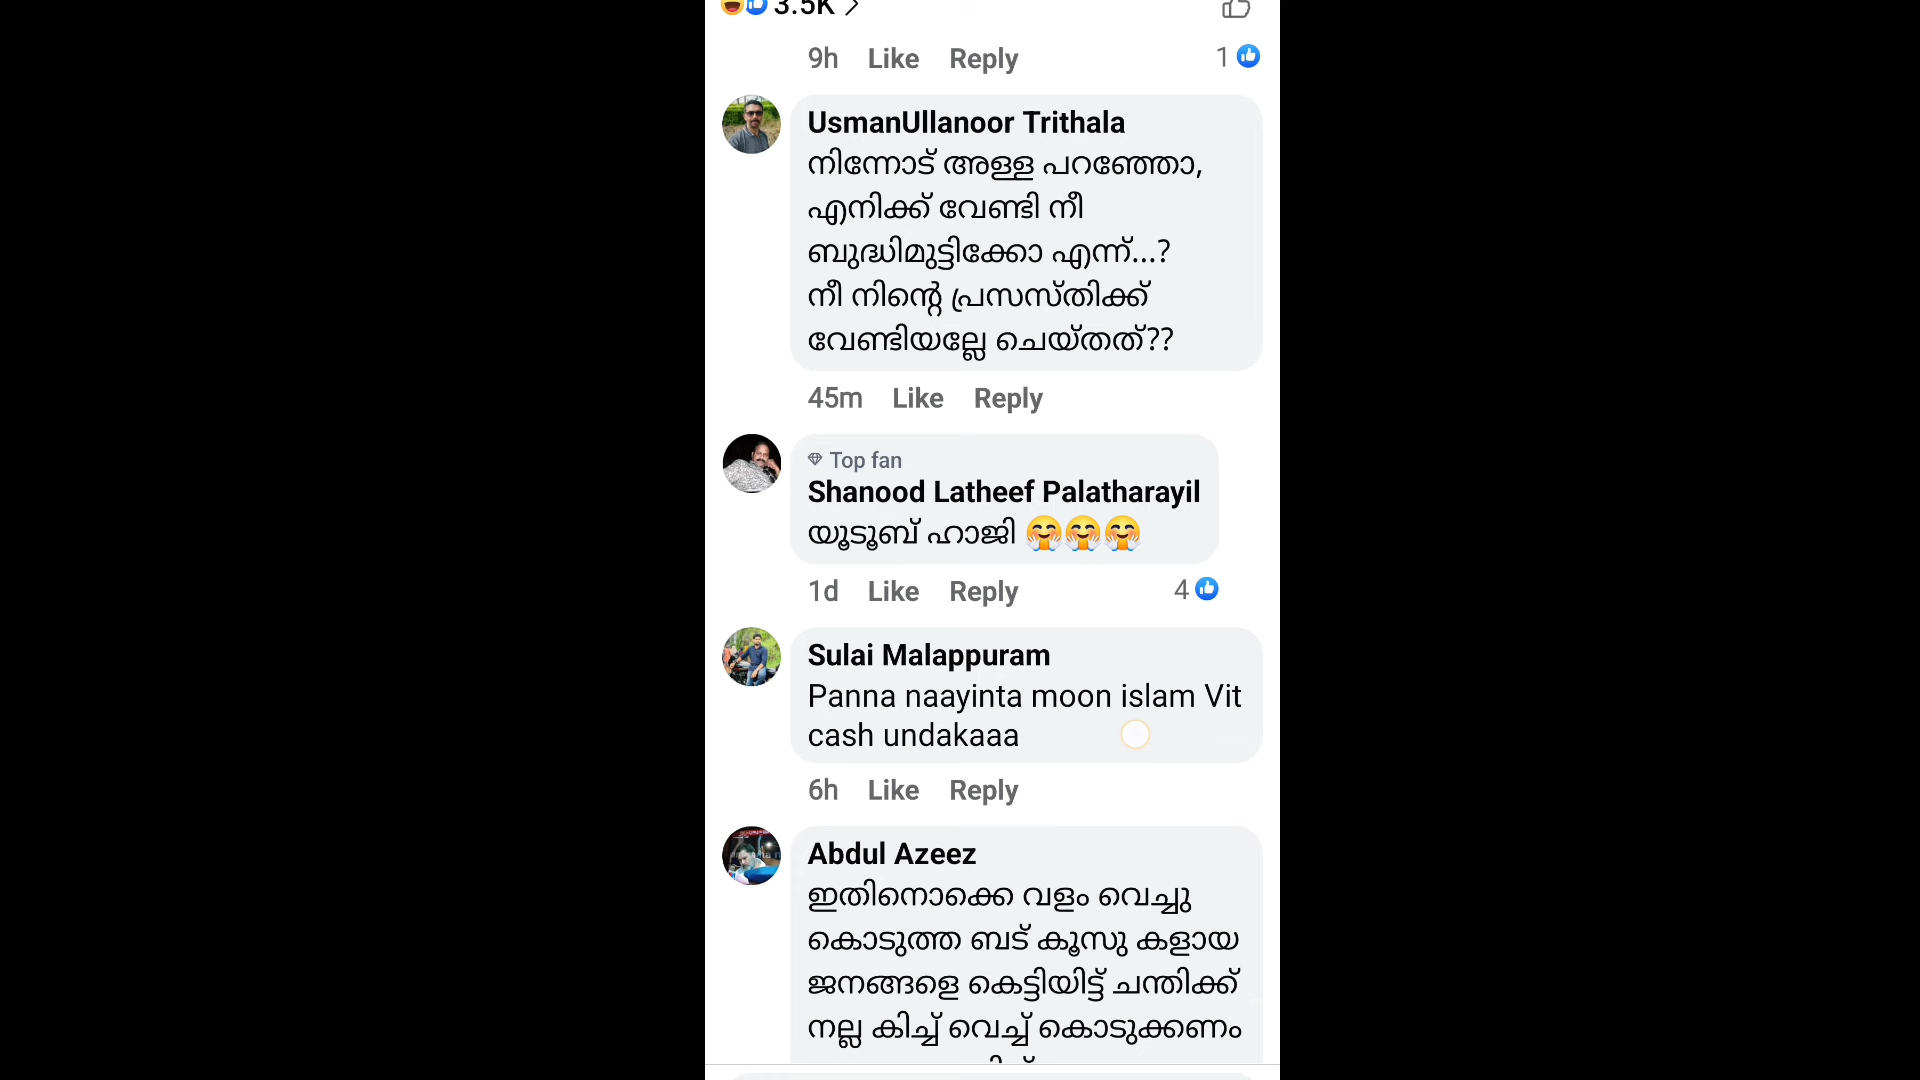 3.5K
9h Like Reply 1
UsmanUllanoor Trithala
നിന്നോട് അള്ള പറഞ്ഞോ,
എനിക്ക് വേണ്ടി നീ
ബുദ്ധിമുട്ടിക്കോ എന്ന്...?
നീ നിന്റെ പ്രസസ്തിക്ക്
വേണ്ടിയല്ലേ ചെയ്തത്??
45m Like Reply
Top fan
Shanood Latheef Palatharayil
യൂടൂബ് ഹാജി 🤗🤗🤗
1d Like Reply 4
Sulai Malappuram
Panna naayinta moon islam Vit
cash undakaaa
6h Like Reply
Abdul Azeez
ഇതിനൊക്കെ വളം വെച്ചു
കൊടുത്ത ബട് കൂസു കളായ
ജനങ്ങളെ കെട്ടിയിട്ട് ചന്തിക്ക്
നല്ല കിച്ച് വെച്ച് കൊടുക്കണം